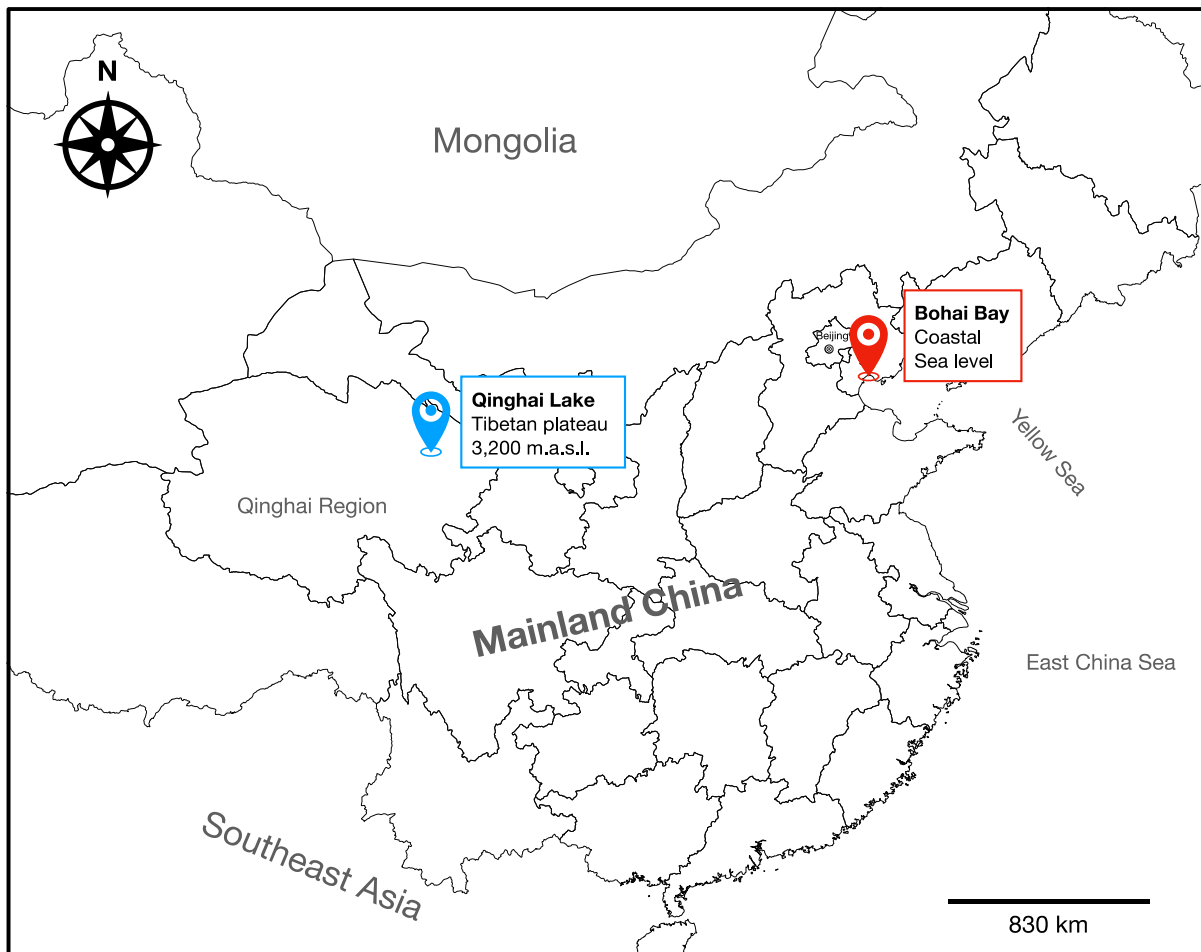 N
Mongolia
Bohai Bay
Coastal
Sea level
Beijing
Qinghai Lake
Tibetan plateau
3,200 m.a.s.l.
Yellow Sea
Qinghai Region
Mainland China
East China Sea
Southeast Asia
830 km